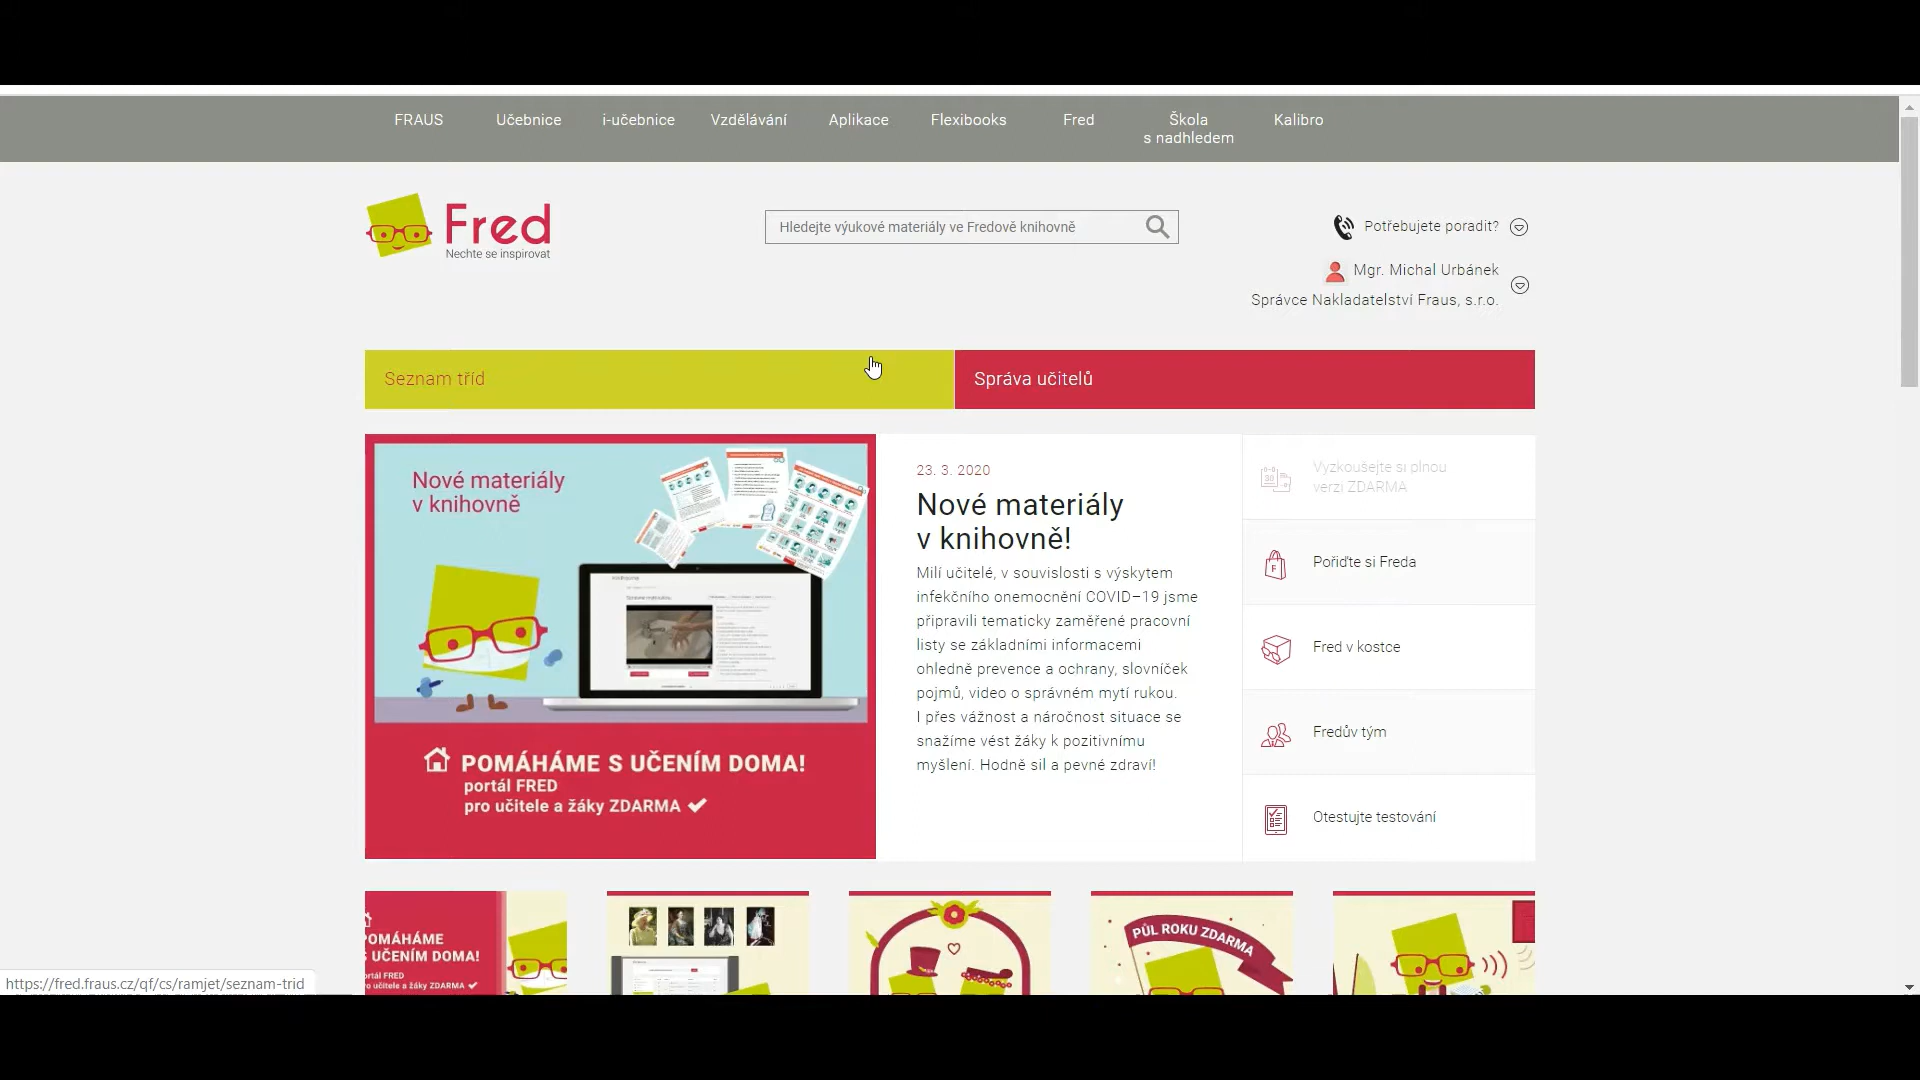 FRAUS
Učebnice
i-učebnice
Vzdělávání
Aplikace
Flexibooks
Fred
Škola
s nadhledem
Kalibro
Fred
Nechte se inspirovat
Hledejte výukové materiály ve Fredově knihovně
Potřebujete poradit?
Mgr. Michal Urbánek
Správce Nakladatelství Fraus, s.r.o.
Seznam tříd
Správa učitelů
Nové materiály
v knihovně
POMÁHÁME S UČENÍM DOMA!
portál FRED
pro učitele a žáky ZDARMA
23. 3. 2020
Nové materiály
v knihovně!
Milí učitelé, v souvislosti s výskytem
infekčního onemocnění COVID–19 jsme
připravili tematicky zaměřené pracovní
listy se základními informacemi
ohledně prevence a ochrany, slovníček
pojmů, video o správném mytí rukou.
I přes vážnost a náročnost situace se
snažíme vést žáky k pozitivnímu
myšlení. Hodně sil a pevné zdraví!
Vyzkoušejte si plnou
verzi ZDARMA
Pořiďte si Freda
Fred v kostce
Fredův tým
Otestujte testování
POMÁHÁME
S UČENÍM DOMA!
portál FRED
pro učitele a žáky ZDARMA
PŮL ROKU ZDARMA
https://fred.fraus.cz/qf/cs/ramjet/seznam-trid